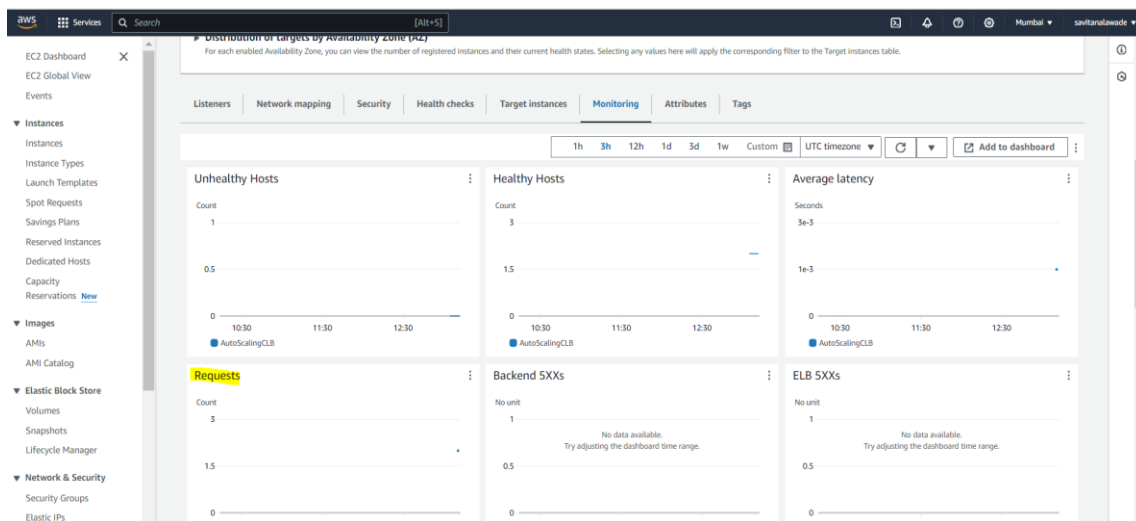 aws Services Search [Alt+S] Mumbai savitanalawade
EC2 Dashboard
EC2 Global View
Events
Instances
Instances
Instance Types
Launch Templates
Spot Requests
Savings Plans
Reserved Instances
Dedicated Hosts
Capacity
Reservations New
Images
AMIs
AMI Catalog
Elastic Block Store
Volumes
Snapshots
Lifecycle Manager
Network & Security
Security Groups
Elastic IPs
Distribution of targets by Availability Zone (AZ)
For each enabled Availability Zone, you can view the number of registered instances and their current health states. Selecting any values here will apply the corresponding filter to the Target instances table.
Listeners Network mapping Security Health checks Target instances Monitoring Attributes Tags
1h 3h 12h 1d 3d 1w Custom UTC timezone Add to dashboard
Unhealthy Hosts
Count
1
0.5
0
10:30 11:30 12:30
AutoScalingCLB
Healthy Hosts
Count
3
1.5
0
10:30 11:30 12:30
AutoScalingCLB
Average latency
Seconds
3e-3
1e-3
0
10:30 11:30 12:30
AutoScalingCLB
Requests
Count
3
1.5
0
Backend 5XXs
No unit
1
No data available.
Try adjusting the dashboard time range.
0.5
0
ELB 5XXs
No unit
1
No data available.
Try adjusting the dashboard time range.
0.5
0